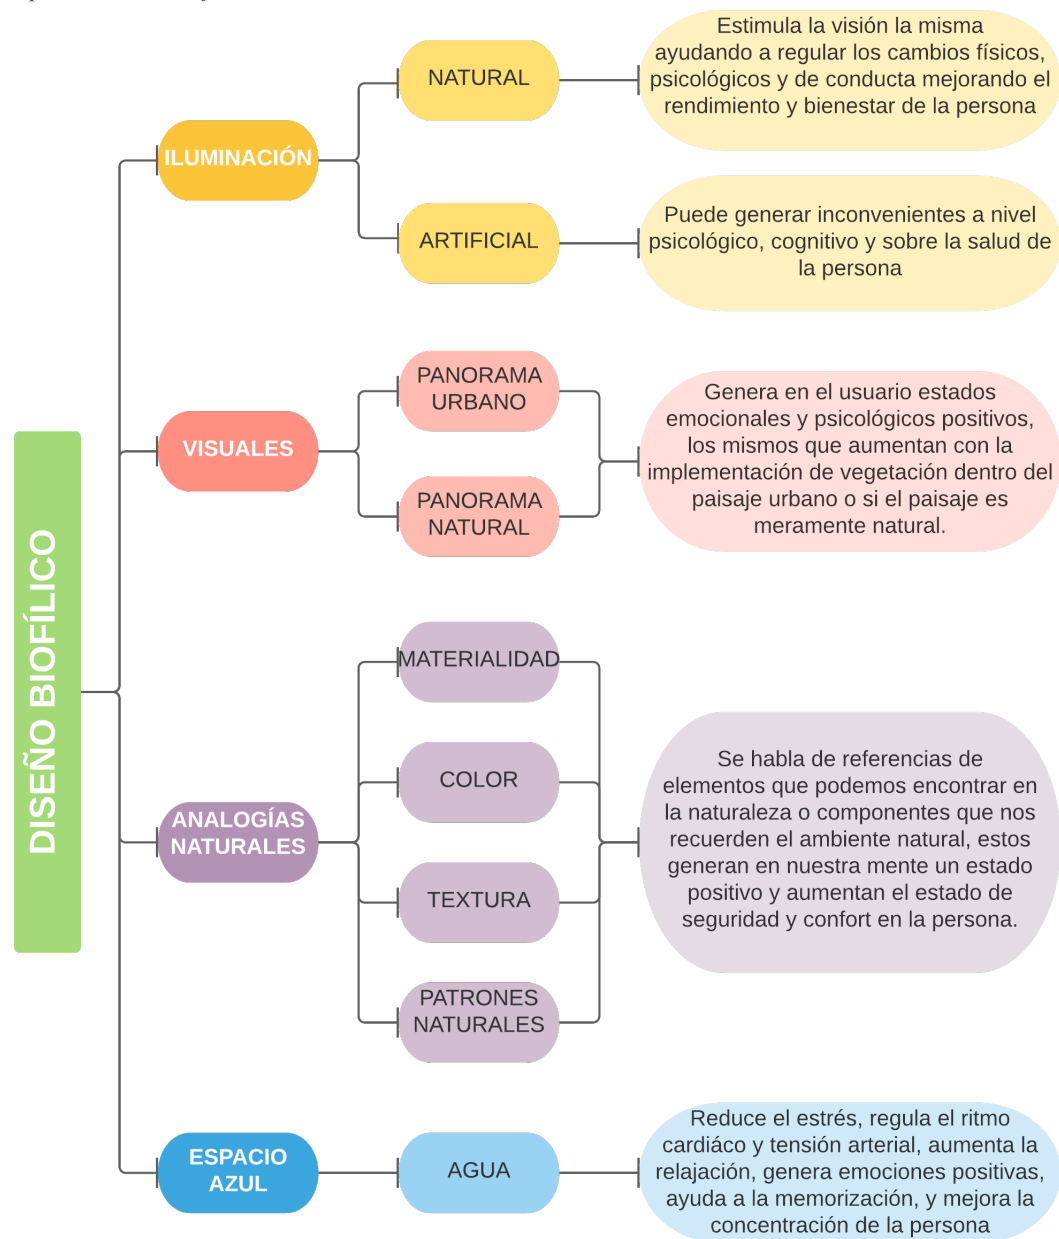 DISEÑO BIOFÍLICO
ILUMINACIÓN
NATURAL
Estimula la visión la misma
ayudando a regular los cambios físicos,
psicológicos y de conducta mejorando el
rendimiento y bienestar de la persona
ARTIFICIAL
Puede generar inconvenientes a nivel
psicológico, cognitivo y sobre la salud de
la persona
VISUALES
PANORAMA
URBANO
PANORAMA
NATURAL
Genera en el usuario estados
emocionales y psicológicos positivos,
los mismos que aumentan con la
implementación de vegetación dentro del
paisaje urbano o si el paisaje es
meramente natural.
ANALOGÍAS
NATURALES
MATERIALIDAD
COLOR
TEXTURA
PATRONES
NATURALES
Se habla de referencias de
elementos que podemos encontrar en
la naturaleza o componentes que nos
recuerden el ambiente natural, estos
generan en nuestra mente un estado
positivo y aumentan el estado de
seguridad y confort en la persona.
ESPACIO
AZUL
AGUA
Reduce el estrés, regula el ritmo
cardiáco y tensión arterial, aumenta la
relajación, genera emociones positivas,
ayuda a la memorización, y mejora la
concentración de la persona